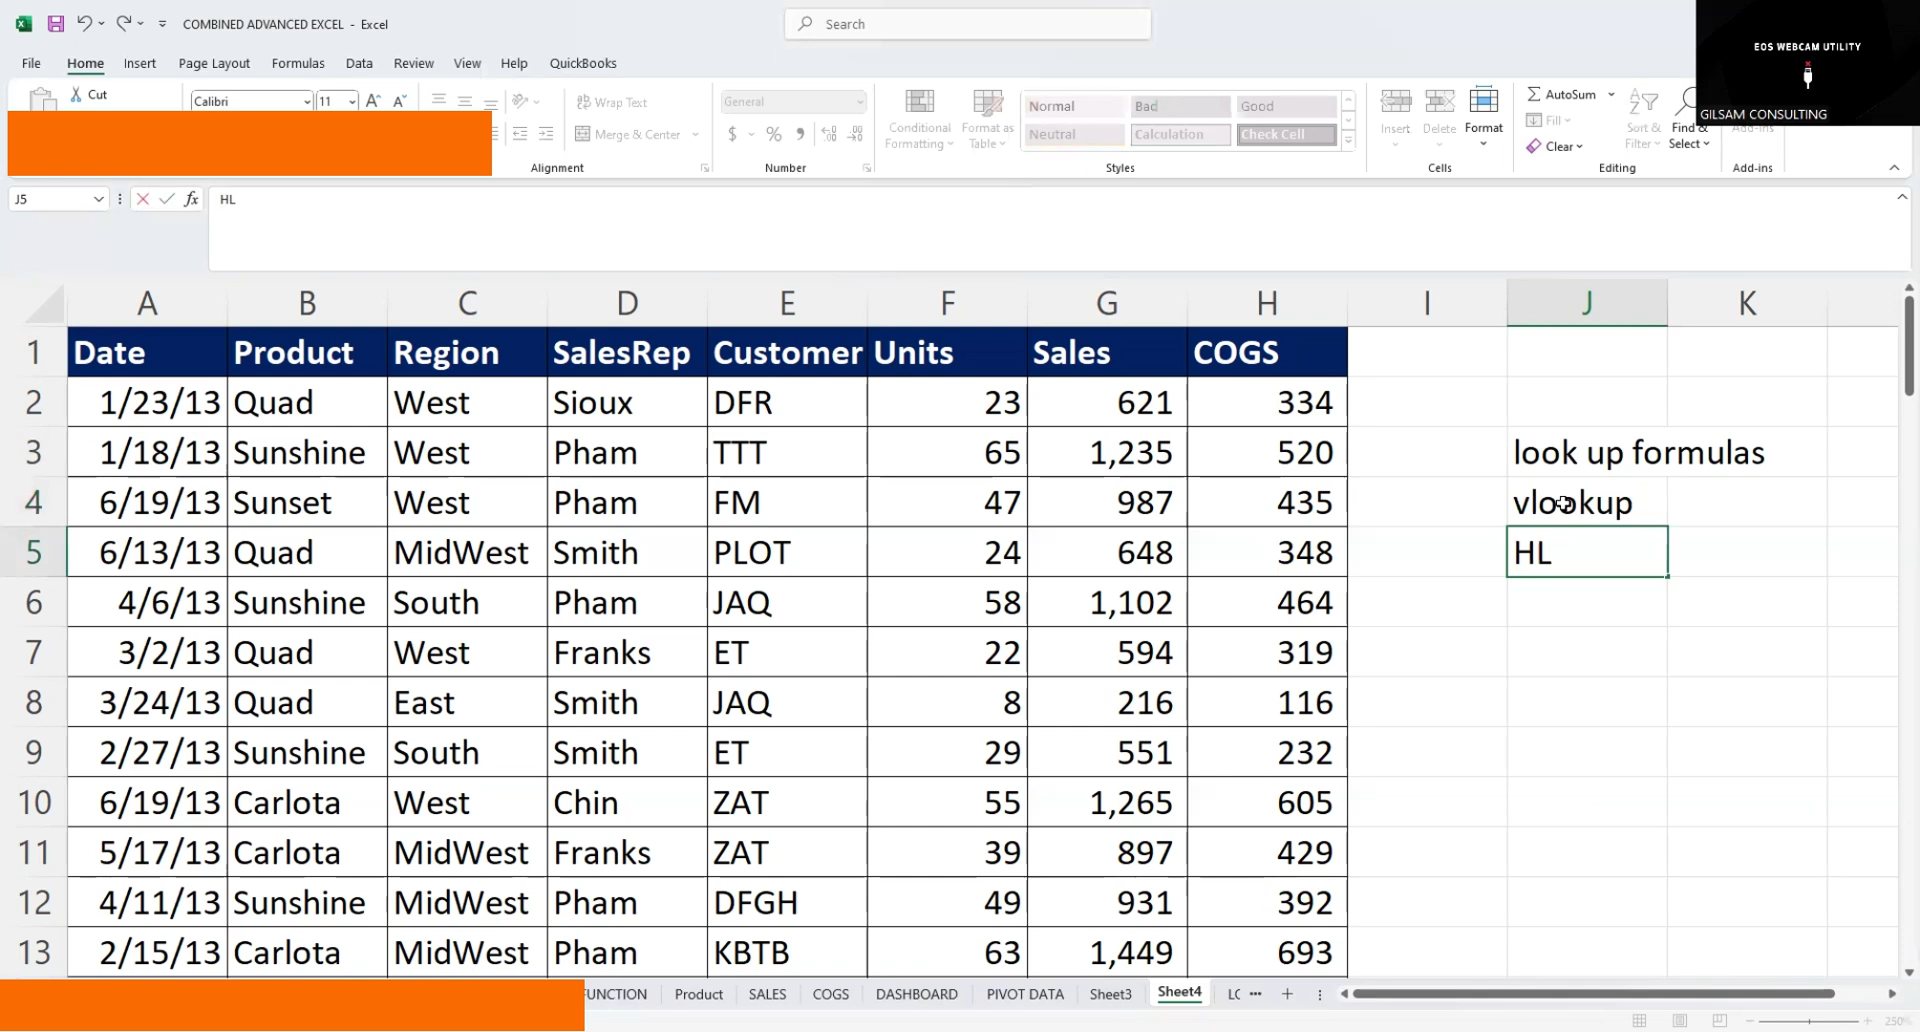 COMBINED ADVANCED EXCEL - Excel
Search
EOS WEBCAM UTILITY
GILSAM CONSULTING
File Home Insert Page Layout Formulas Data Review View Help QuickBooks
Cut
Calibri 11
Wrap Text
Merge & Center
Alignment
General
$ % ,
Number
Conditional Formatting
Format as Table
Normal Bad Good
Neutral Calculation Check Cell
Styles
Insert Delete Format
Cells
AutoSum
Fill
Clear
Sort & Filter
Find & Select
Editing
Add-ins
Add-ins
J5 fx HL
A B C D E F G H I J K
1 Date Product Region SalesRep Customer Units Sales COGS
2 1/23/13 Quad West Sioux DFR 23 621 334
3 1/18/13 Sunshine West Pham TTT 65 1,235 520 look up formulas
4 6/19/13 Sunset West Pham FM 47 987 435 vlookup
5 6/13/13 Quad MidWest Smith PLOT 24 648 348 HL
6 4/6/13 Sunshine South Pham JAQ 58 1,102 464
7 3/2/13 Quad West Franks ET 22 594 319
8 3/24/13 Quad East Smith JAQ 8 216 116
9 2/27/13 Sunshine South Smith ET 29 551 232
10 6/19/13 Carlota West Chin ZAT 55 1,265 605
11 5/17/13 Carlota MidWest Franks ZAT 39 897 429
12 4/11/13 Sunshine MidWest Pham DFGH 49 931 392
13 2/15/13 Carlota MidWest Pham KBTB 63 1,449 693
UNCTION Product SALES COGS DASHBOARD PIVOT DATA Sheet3 Sheet4 LC
250%